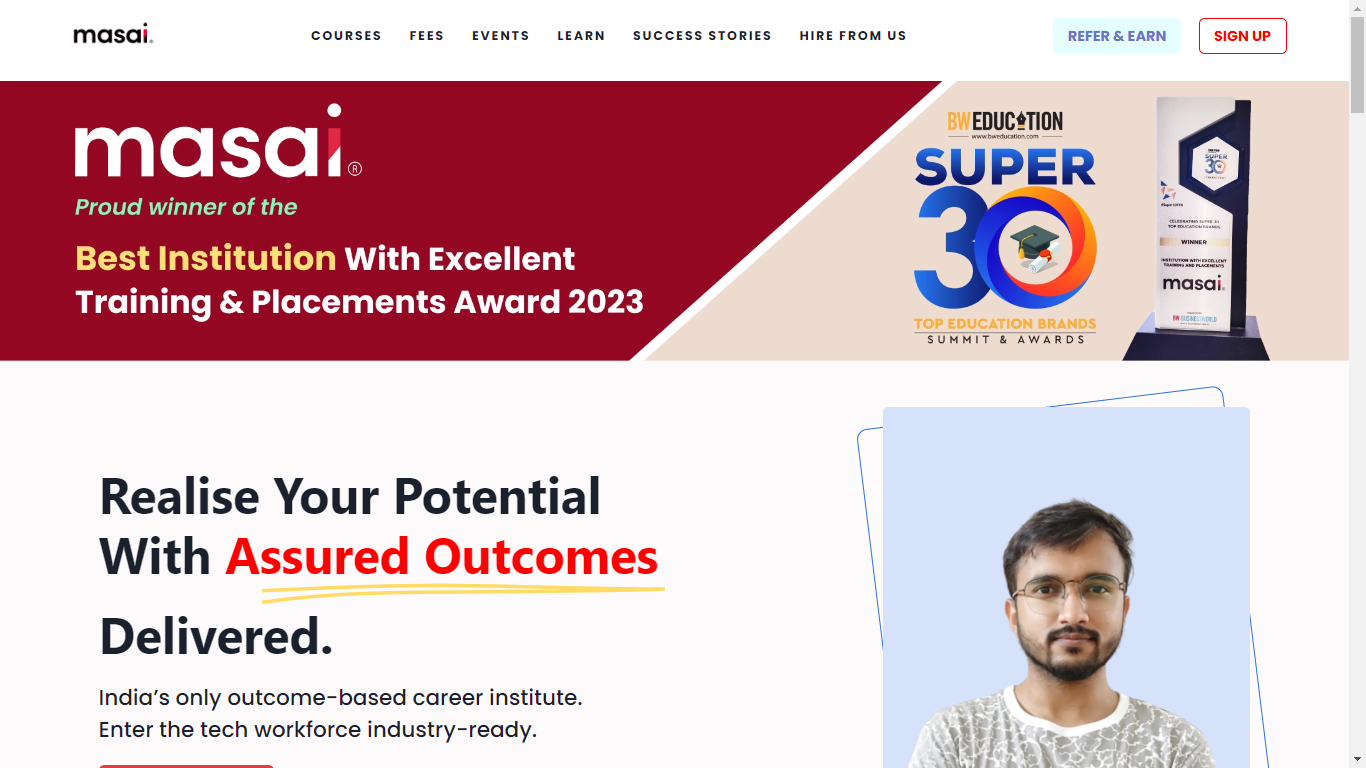 masai.
COURSES FEES EVENTS LEARN SUCCESS STORIES HIRE FROM US
REFER & EARN
SIGN UP
masai®
Proud winner of the
Best Institution With Excellent
Training & Placements Award 2023
BW EDUCATION
www.bweducation.com
SUPER
30
TOP EDUCATION BRANDS
SUMMIT & AWARDS
SUPER
30
CELEBRATING SUPER 30
TOP EDUCATION BRANDS
WINNER
INSTITUTION WITH EXCELLENT
TRAINING AND PLACEMENTS
masai.
BW BUSINESSWORLD
Realise Your Potential
With Assured Outcomes
Delivered.
India’s only outcome-based career institute.
Enter the tech workforce industry-ready.